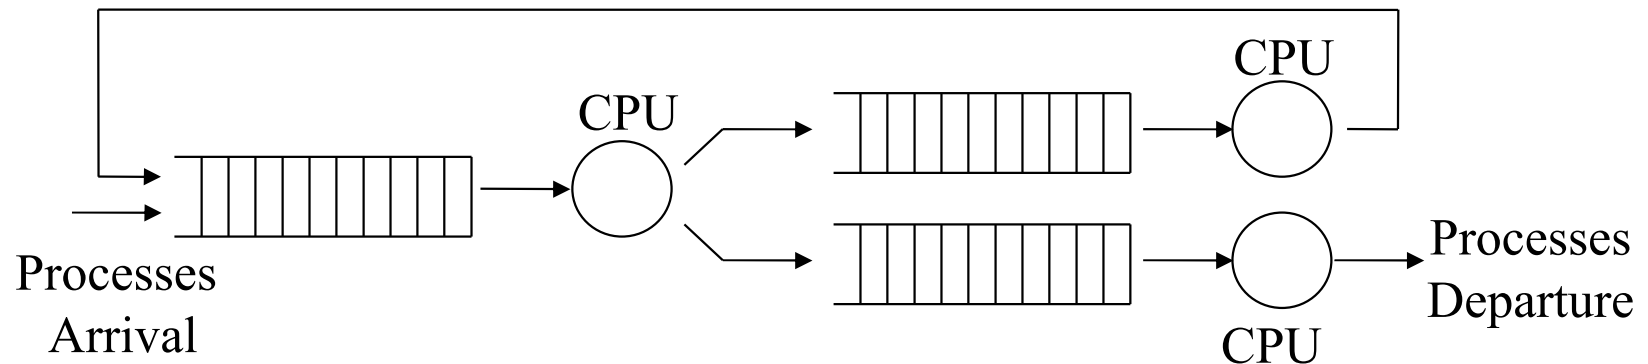 CPU
CPU
Processes
Arrival
Processes
Departure
CPU